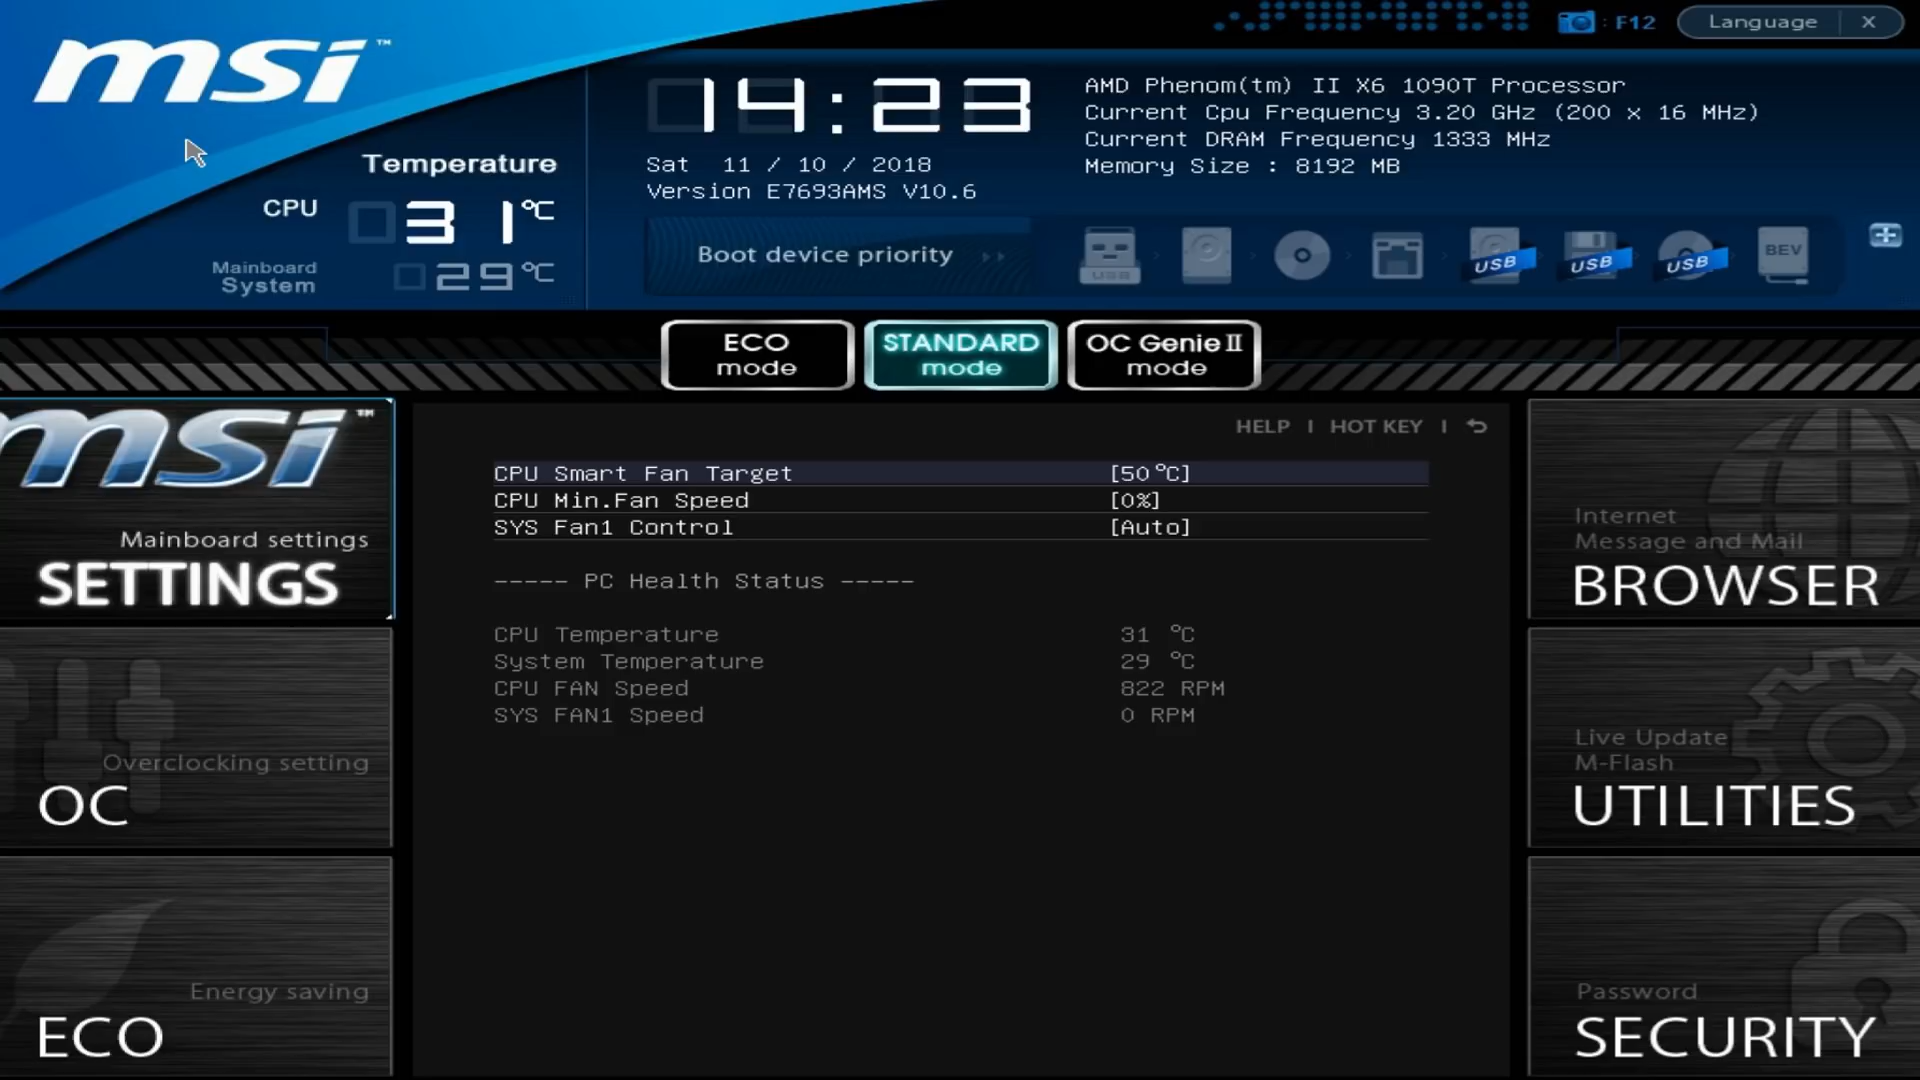 msi™
F12
Language X
14:23
AMD Phenom(tm) II X6 1090T Processor
Current Cpu Frequency 3.20 GHz (200 x 16 MHz)
Current DRAM Frequency 1333 MHz
Memory Size : 8192 MB
Sat 11 / 10 / 2018
Version E7693AMS V10.6
Temperature
CPU 31°C
Mainboard
System 29°C
Boot device priority
USB
USB
USB
USB
BEV
ECO
mode
STANDARD
mode
OC Genie II
mode
msi™
Mainboard settings
SETTINGS
Overclocking setting
OC
Energy saving
ECO
HELP | HOT KEY |
CPU Smart Fan Target [50°C]
CPU Min.Fan Speed [0%]
SYS Fan1 Control [Auto]
----- PC Health Status -----
CPU Temperature 31 °C
System Temperature 29 °C
CPU FAN Speed 822 RPM
SYS FAN1 Speed 0 RPM
Internet
Message and Mail
BROWSER
Live Update
M-Flash
UTILITIES
Password
SECURITY